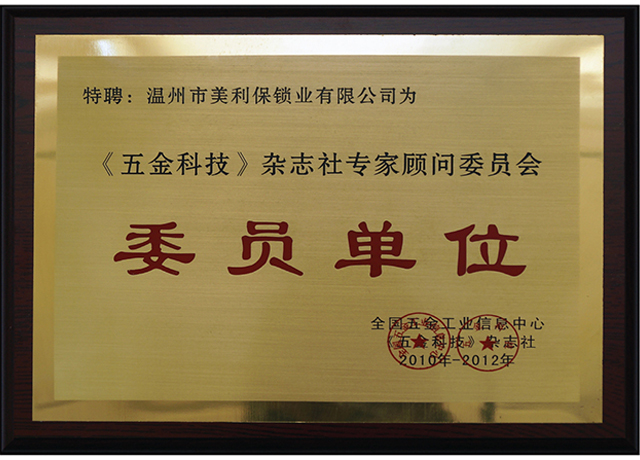 特聘：温州市美利保锁业有限公司为
《五金科技》杂志社专家顾问委员会
委员单位
全国五金工业信息中心
《五金科技》杂志社
2010年-2012年